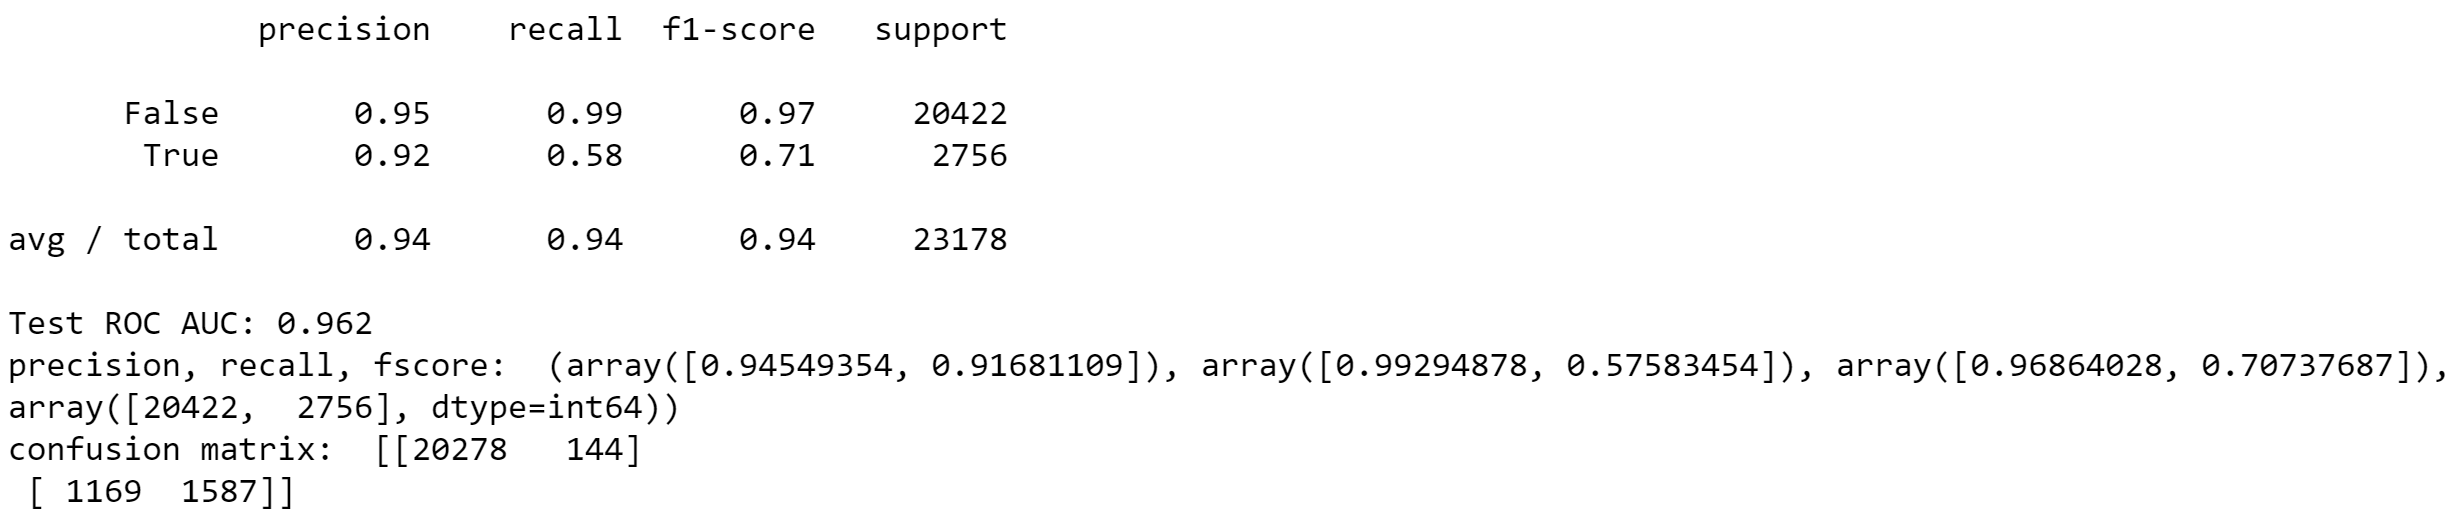 precision recall f1-score support
False 0.95 0.99 0.97 20422
True 0.92 0.58 0.71 2756
avg / total 0.94 0.94 0.94 23178
Test ROC AUC: 0.962
precision, recall, fscore: (array([0.94549354, 0.91681109]), array([0.99294878, 0.57583454]), array([0.96864028, 0.70737687]),
array([20422, 2756], dtype=int64))
confusion matrix: [[20278 144]
[ 1169 1587]]